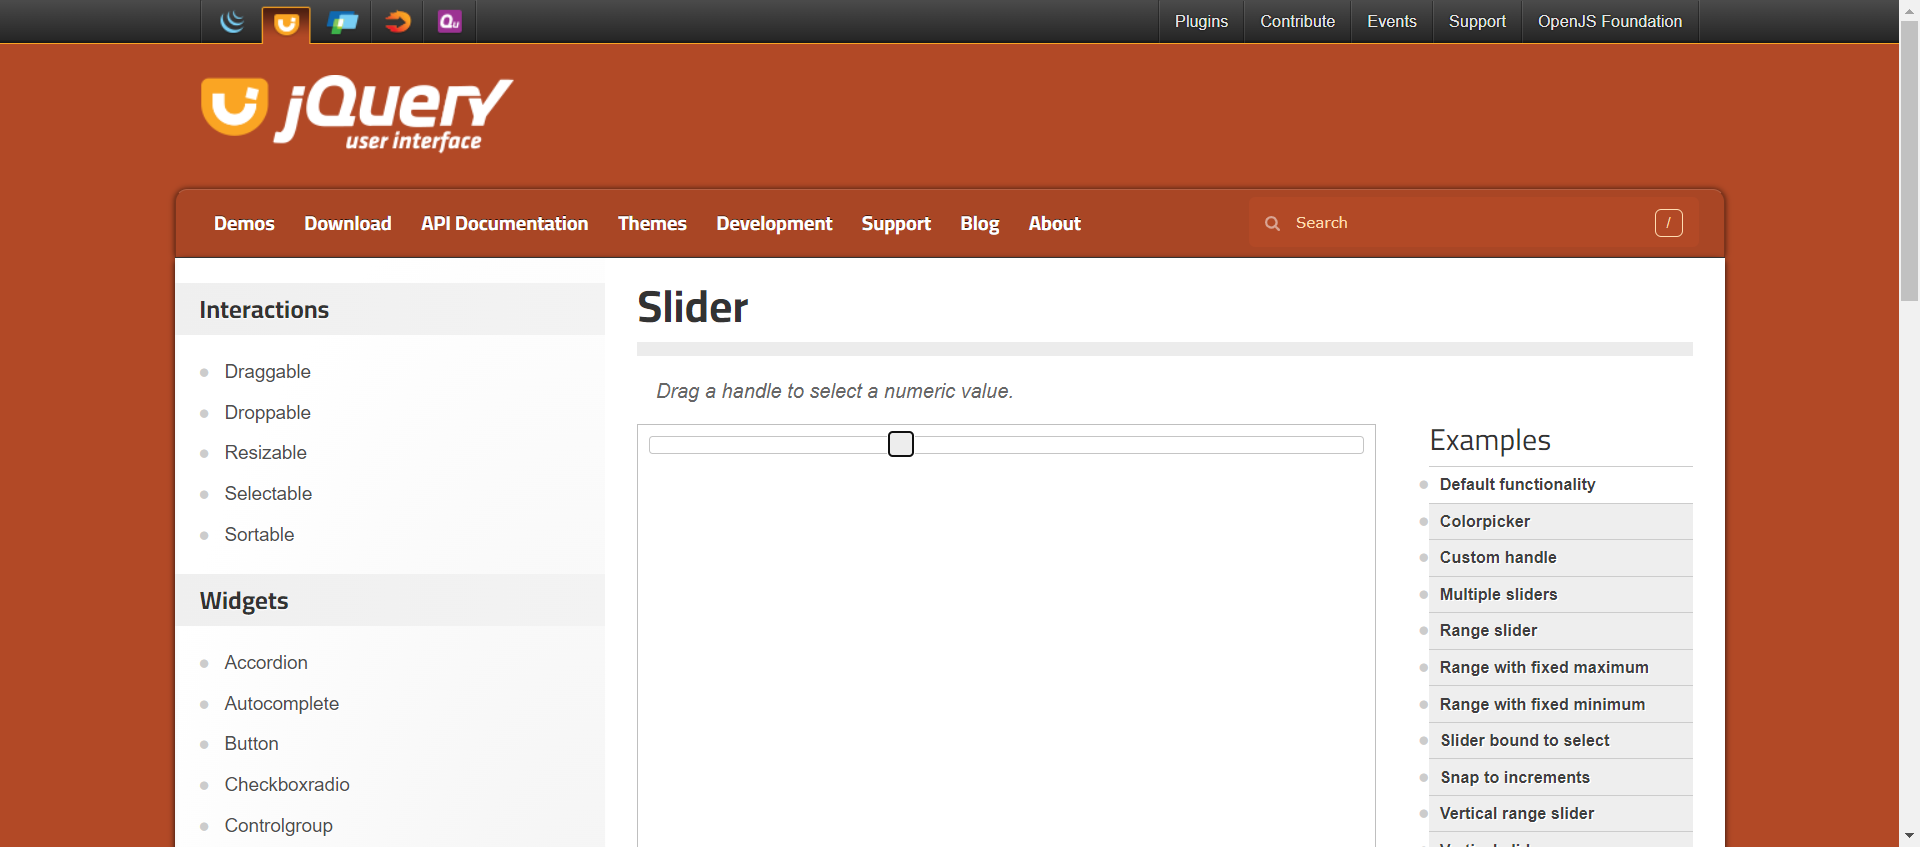 Qu
Plugins
Contribute
Events
Support
OpenJS Foundation
jQuery
user interface
Demos
Download
API Documentation
Themes
Development
Support
Blog
About
Search
/
Interactions
Draggable
Droppable
Resizable
Selectable
Sortable
Widgets
Accordion
Autocomplete
Button
Checkboxradio
Controlgroup
Slider
Drag a handle to select a numeric value.
Examples
Default functionality
Colorpicker
Custom handle
Multiple sliders
Range slider
Range with fixed maximum
Range with fixed minimum
Slider bound to select
Snap to increments
Vertical range slider